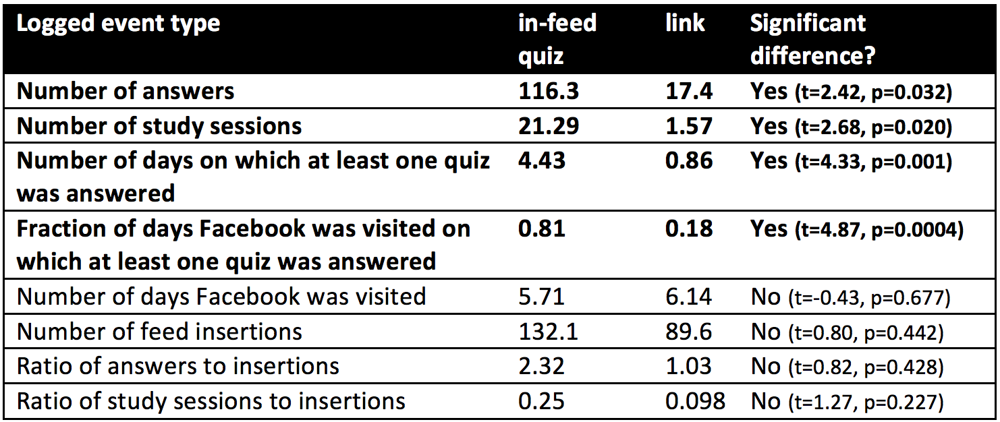 Logged event type in-feed quiz link Significant difference?
Number of answers 116.3 17.4 Yes (t=2.42, p=0.032)
Number of study sessions 21.29 1.57 Yes (t=2.68, p=0.020)
Number of days on which at least one quiz was answered 4.43 0.86 Yes (t=4.33, p=0.001)
Fraction of days Facebook was visited on which at least one quiz was answered 0.81 0.18 Yes (t=4.87, p=0.0004)
Number of days Facebook was visited 5.71 6.14 No (t=-0.43, p=0.677)
Number of feed insertions 132.1 89.6 No (t=0.80, p=0.442)
Ratio of answers to insertions 2.32 1.03 No (t=0.82, p=0.428)
Ratio of study sessions to insertions 0.25 0.098 No (t=1.27, p=0.227)